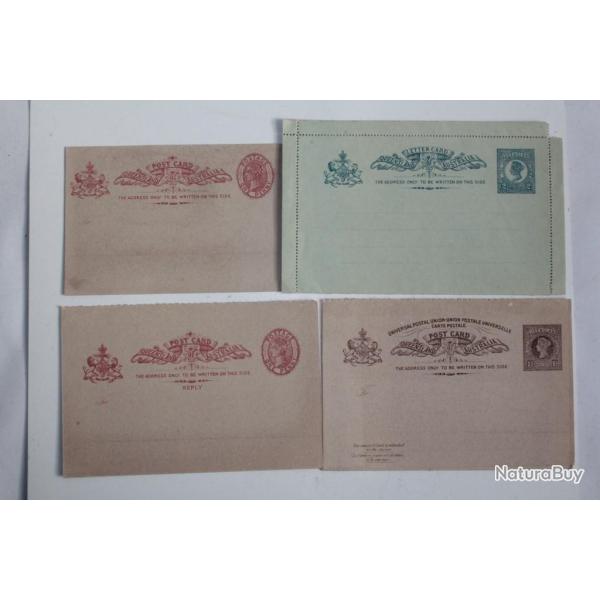 POST CARD
QUEENSLAND AUSTRALIA
THE ADDRESS ONLY TO BE WRITTEN ON THIS SIDE
LETTER CARD
QUEENSLAND AUSTRALIA
THE ADDRESS ONLY TO BE WRITTEN ON THIS SIDE
POST CARD
QUEENSLAND AUSTRALIA
THE ADDRESS ONLY TO BE WRITTEN ON THIS SIDE
REPLY
UNIVERSAL POSTAL UNION-UNION POSTALE UNIVERSELLE
CARTE POSTALE
POST CARD
QUEENSLAND AUSTRALIA
THE ADDRESS ONLY TO BE WRITTEN ON THIS SIDE
NaturaBuy